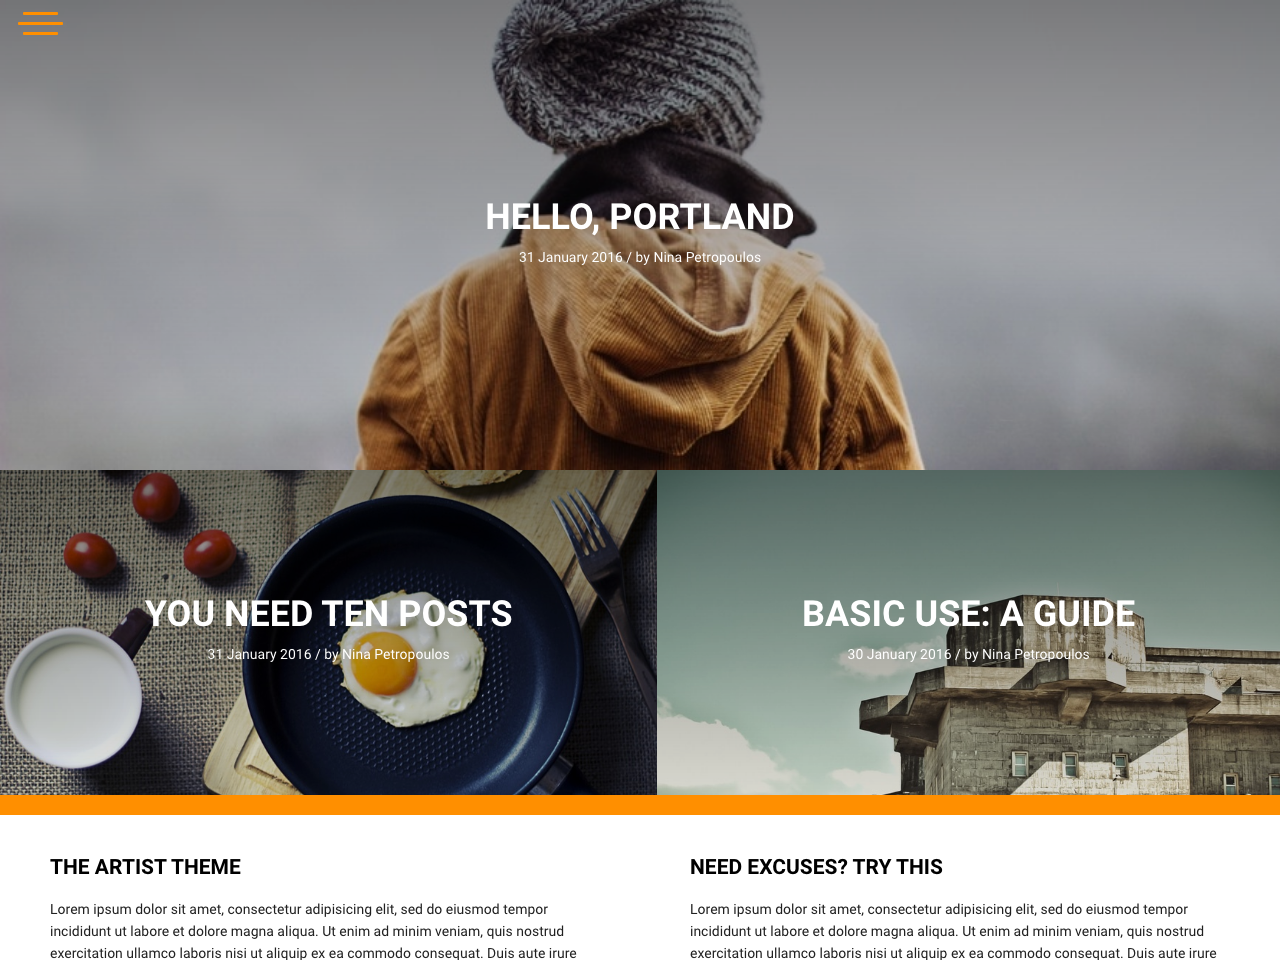 HELLO, PORTLAND
31 January 2016 / by Nina Petropoulos
YOU NEED TEN POSTS
31 January 2016 / by Nina Petropoulos
BASIC USE: A GUIDE
30 January 2016 / by Nina Petropoulos
THE ARTIST THEME
Lorem ipsum dolor sit amet, consectetur adipisicing elit, sed do eiusmod tempor
incididunt ut labore et dolore magna aliqua. Ut enim ad minim veniam, quis nostrud
exercitation ullamco laboris nisi ut aliquip ex ea commodo consequat. Duis aute irure
NEED EXCUSES? TRY THIS
Lorem ipsum dolor sit amet, consectetur adipisicing elit, sed do eiusmod tempor
incididunt ut labore et dolore magna aliqua. Ut enim ad minim veniam, quis nostrud
exercitation ullamco laboris nisi ut aliquip ex ea commodo consequat. Duis aute irure